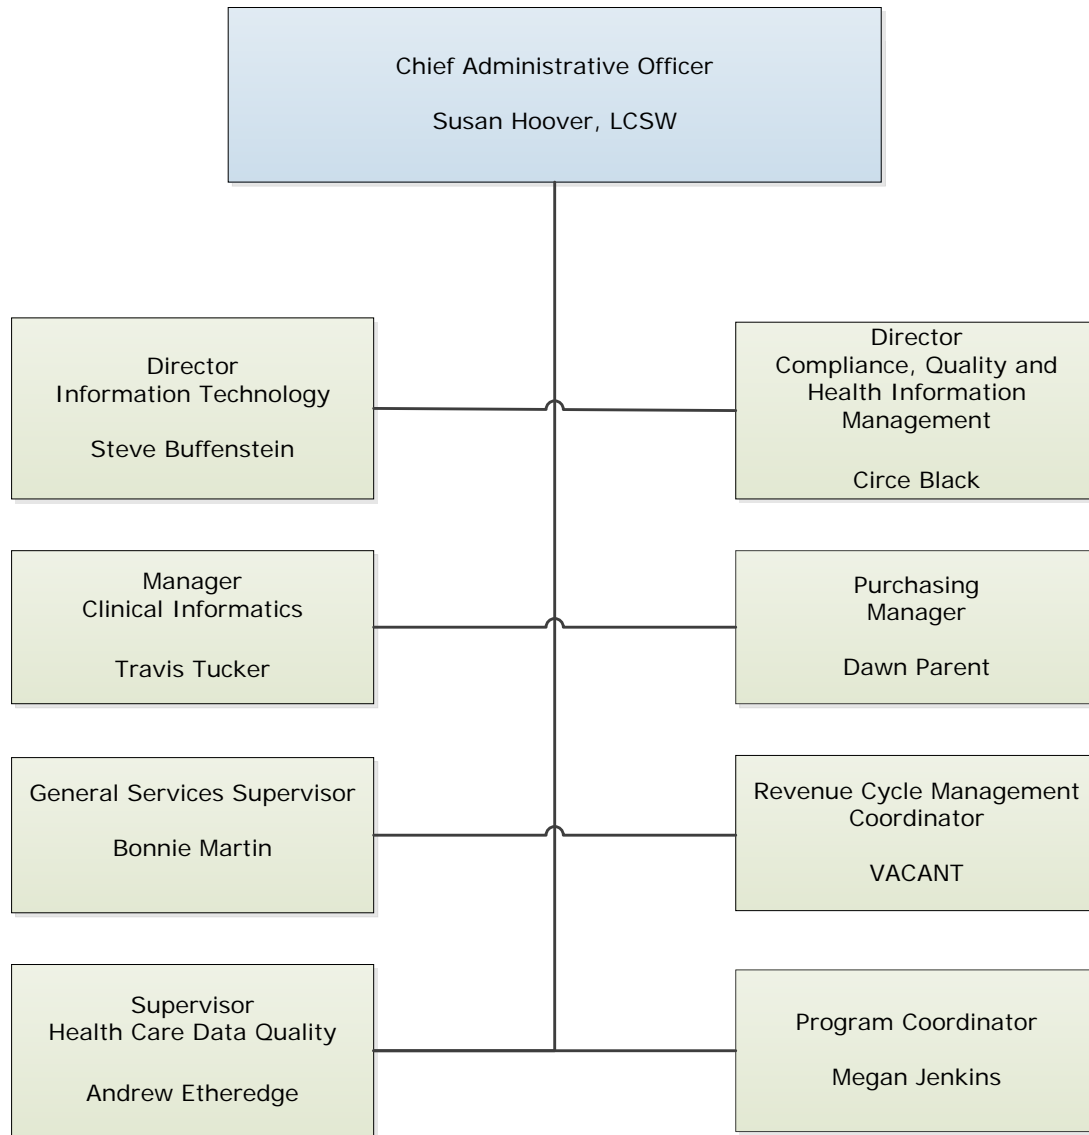 Chief Administrative Officer
Susan Hoover, LCSW
Director
Information Technology
Steve Buffenstein
Director
Compliance, Quality and
Health Information
Management
Circe Black
Manager
Clinical Informatics
Travis Tucker
Purchasing
Manager
Dawn Parent
General Services Supervisor
Bonnie Martin
Revenue Cycle Management
Coordinator
VACANT
Supervisor
Health Care Data Quality
Andrew Etheredge
Program Coordinator
Megan Jenkins